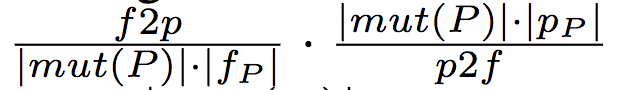 f2p / |mut(P)|·|f_P| · |mut(P)|·|p_P| / p2f